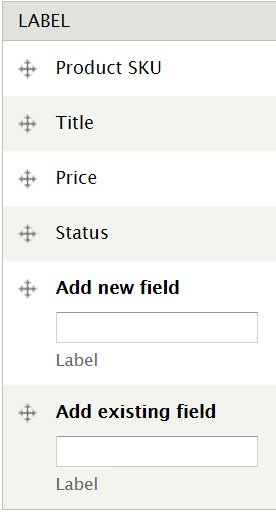 LABEL
Product SKU
Title
Price
Status
Add new field
Label
Add existing field
Label